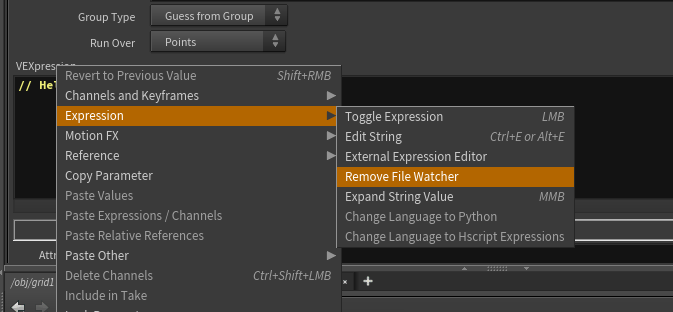 Group Type Guess from Group
Run Over Points
VEXpression
// He
Revert to Previous Value Shift+RMB
Channels and Keyframes
Expression
Motion FX
Reference
Copy Parameter
Paste Values
Paste Expressions / Channels
Paste Relative References
Paste Other
Delete Channels Ctrl+Shift+LMB
Include in Take
Toggle Expression LMB
Edit String Ctrl+E or Alt+E
External Expression Editor
Remove File Watcher
Expand String Value MMB
Change Language to Python
Change Language to Hscript Expressions
Attr
/obj/grid1